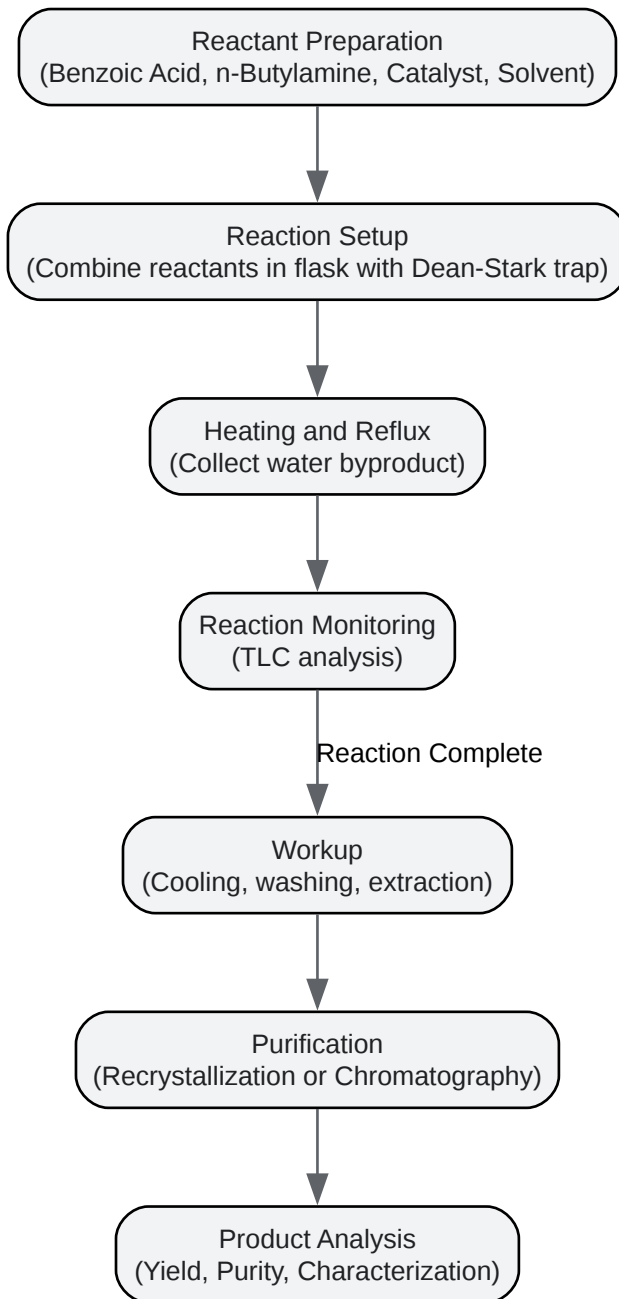 Reactant Preparation
(Benzoic Acid, n-Butylamine, Catalyst, Solvent)
Reaction Setup
(Combine reactants in flask with Dean-Stark trap)
Heating and Reflux
(Collect water byproduct)
Reaction Monitoring
(TLC analysis)
Reaction Complete
Workup
(Cooling, washing, extraction)
Purification
(Recrystallization or Chromatography)
Product Analysis
(Yield, Purity, Characterization)